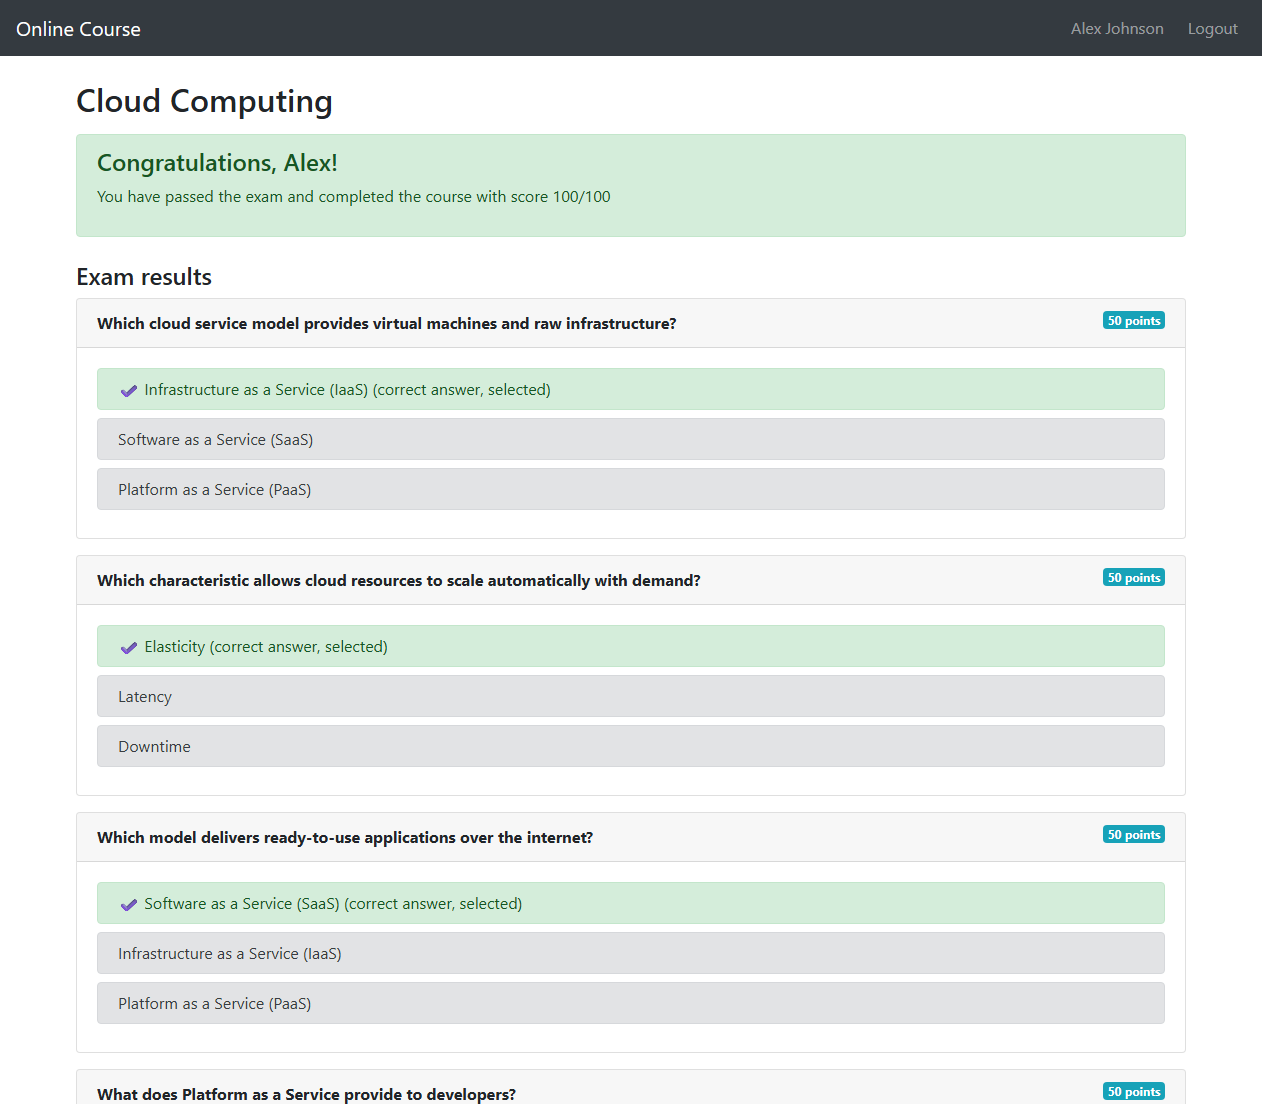 Online Course
Alex Johnson
Logout
Cloud Computing
Congratulations, Alex!
You have passed the exam and completed the course with score 100/100
Exam results
Which cloud service model provides virtual machines and raw infrastructure?
50 points
Infrastructure as a Service (IaaS) (correct answer, selected)
Software as a Service (SaaS)
Platform as a Service (PaaS)
Which characteristic allows cloud resources to scale automatically with demand?
50 points
Elasticity (correct answer, selected)
Latency
Downtime
Which model delivers ready-to-use applications over the internet?
50 points
Software as a Service (SaaS) (correct answer, selected)
Infrastructure as a Service (IaaS)
Platform as a Service (PaaS)
What does Platform as a Service provide to developers?
50 points